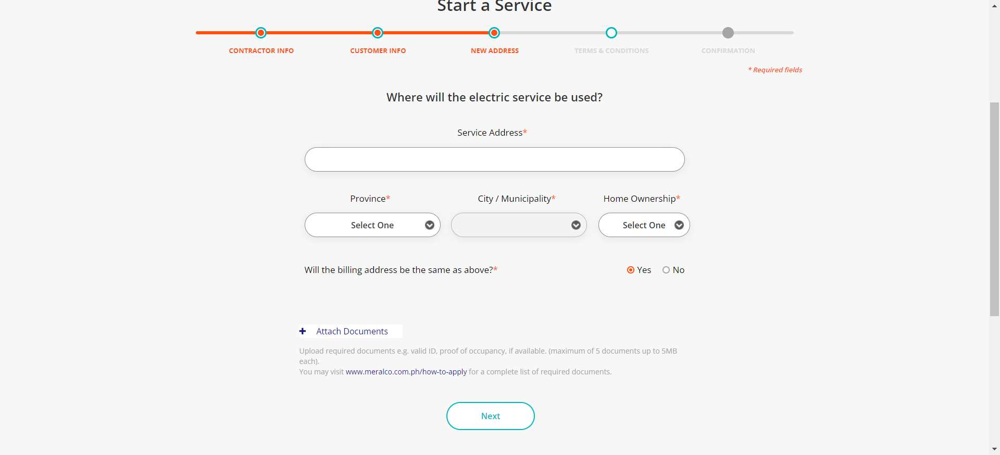 Start a Service
CONTRACTOR INFO
CUSTOMER INFO
NEW ADDRESS
TERMS & CONDITIONS
CONFIRMATION
* Required fields
Where will the electric service be used?
Service Address*
Province*
City / Municipality*
Home Ownership*
Select One
Select One
Will the billing address be the same as above?*
Yes
No
Attach Documents
Upload required documents e.g. valid ID, proof of occupancy, if available. (maximum of 5 documents up to 5MB
each).
You may visit www.meralco.com.ph/how-to-apply for a complete list of required documents.
Next